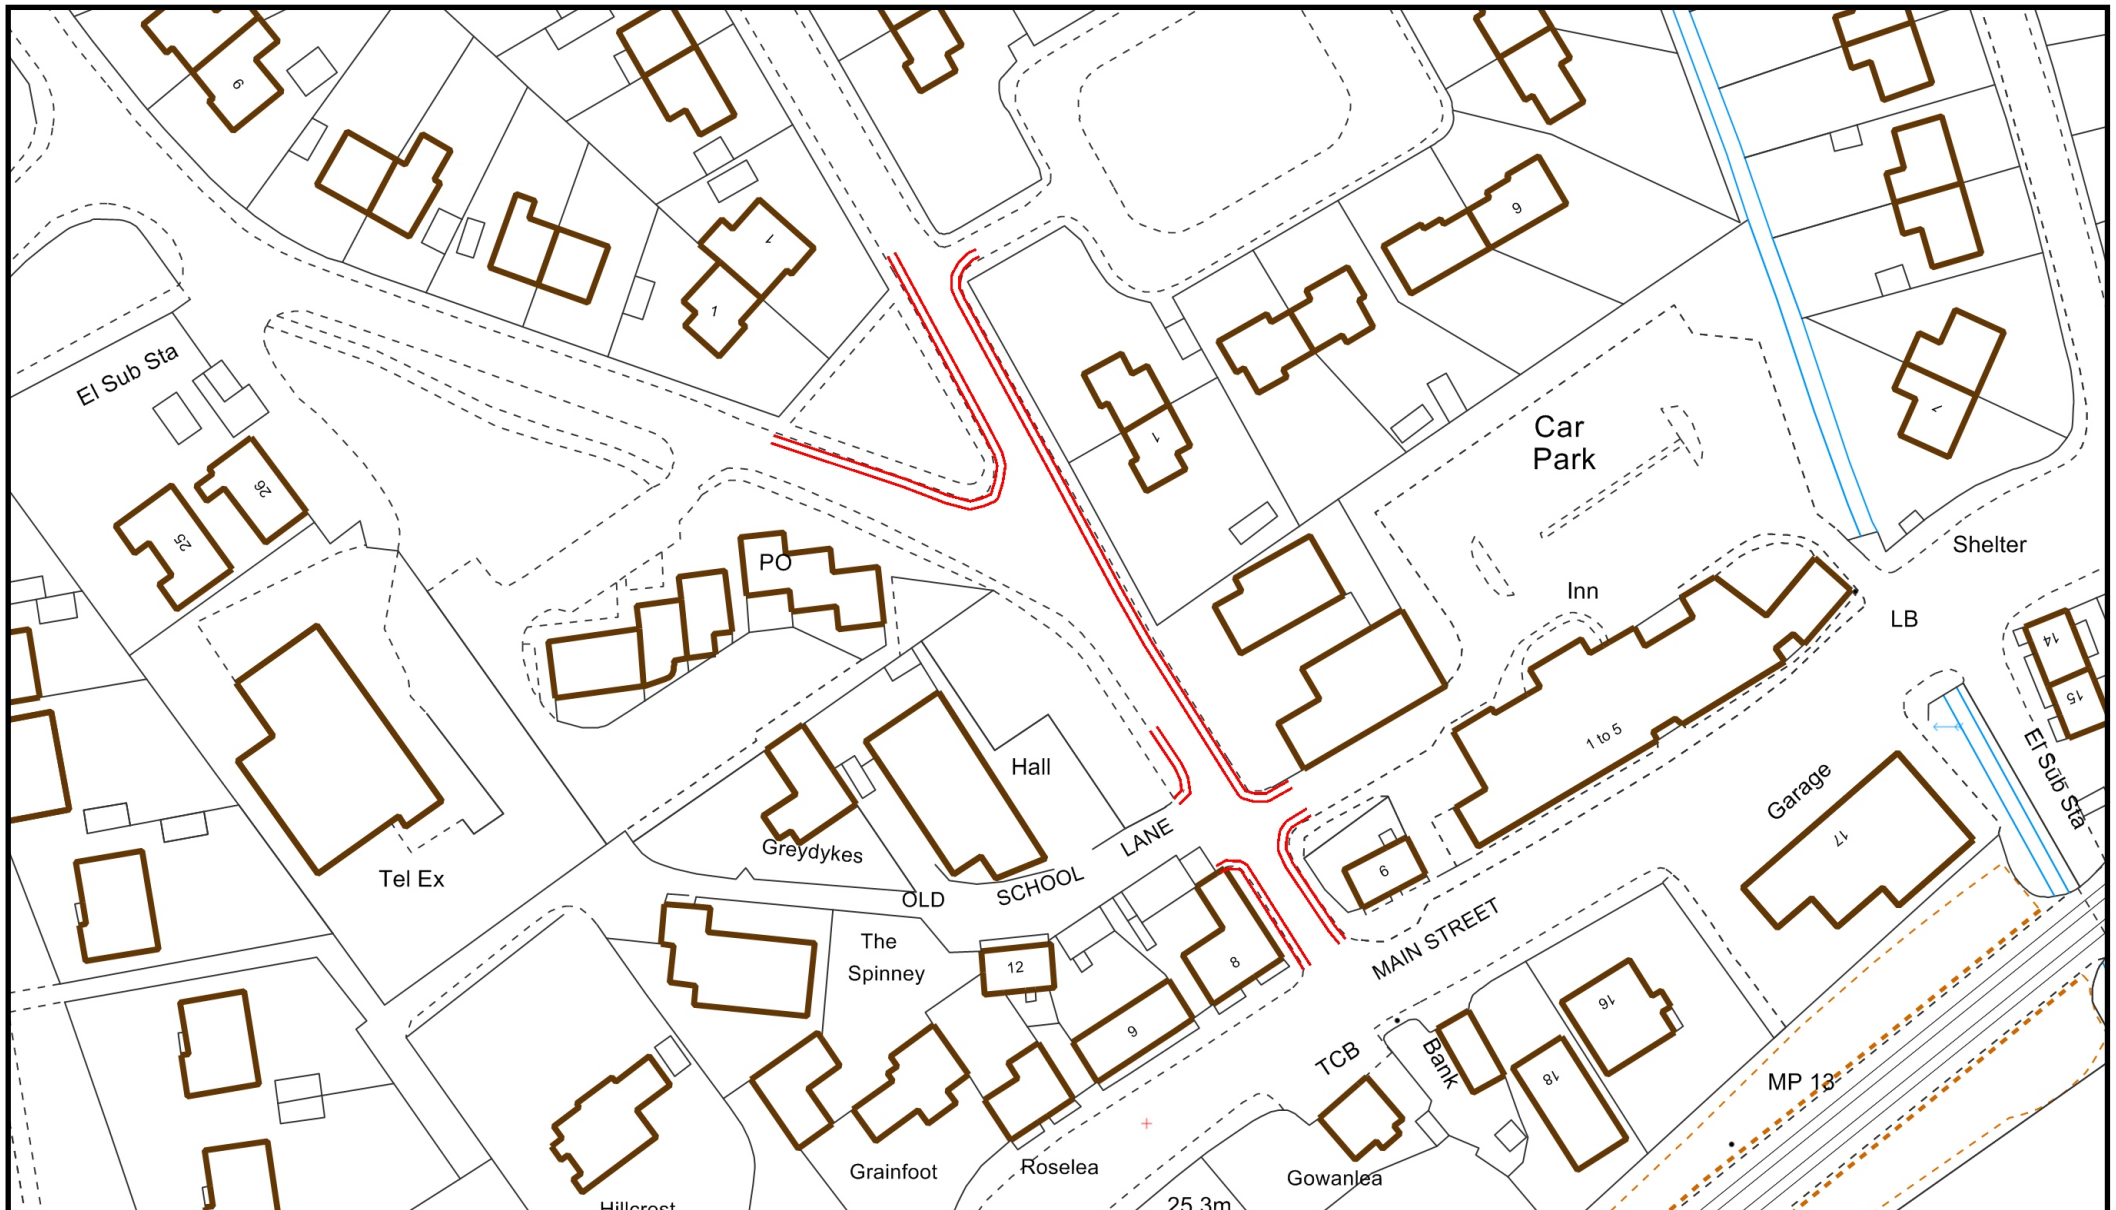 6
1
1
9
1
El Sub Sta
Car
Park
1
26
25
Shelter
PO
Inn
LB
14
15
1 to 5
El Sub Sta
Hall
Garage
17
LANE
Greydykes
Tel Ex
SCHOOL
OLD
9
MAIN STREET
The
Spinney
12
8
16
9
TCB
Bank
18
MP 13
Grainfoot
Roselea
Gowanlea
25.3m
Hillcrest